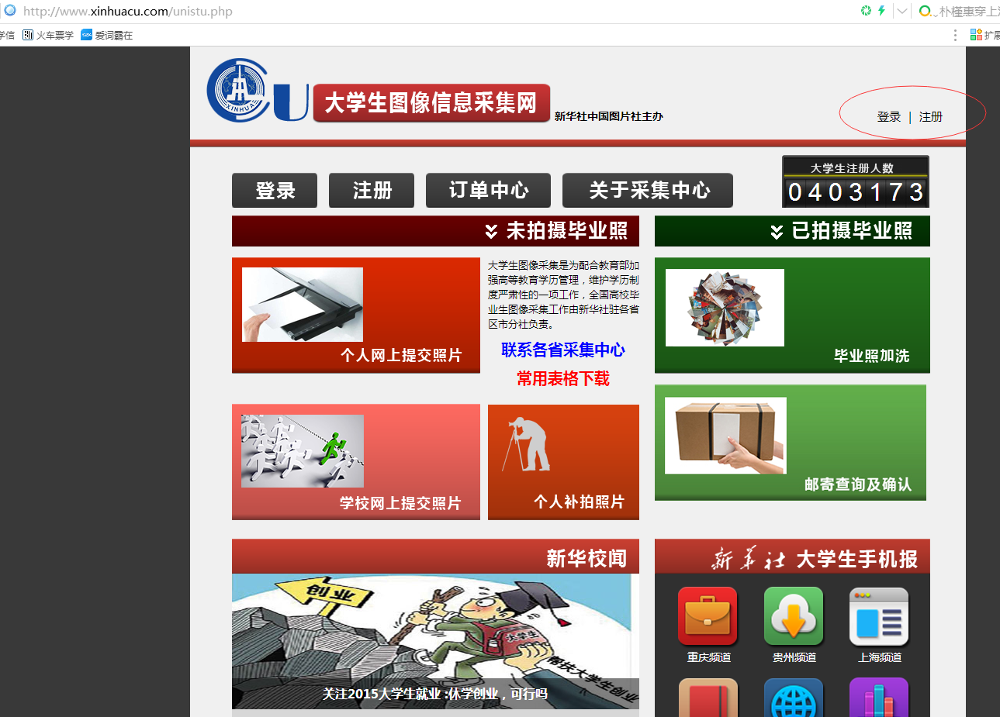 http://www.xinhuacu.com/unistu.php
朴槿惠穿上
学信 火车票学 爱词霸在
扩展
XINHUA
CU 大学生图像信息采集网 新华社中国图片社主办
登录 | 注册
登录 注册 订单中心 关于采集中心
大学生注册人数
0403173
未拍摄毕业照
已拍摄毕业照
个人网上提交照片
大学生图像采集是为配合教育部加
强高等教育学历管理，维护学历制
度严肃性的一项工作，全国高校毕
业生图像采集工作由新华社驻各省
区市分社负责。
联系各省采集中心
常用表格下载
毕业照加洗
学校网上提交照片
个人补拍照片
邮寄查询及确认
新华校闻
创业
大学生
帮扶大学生创业
关注2015大学生就业 :休学创业，可行吗
新华社 大学生手机报
重庆频道 贵州频道 上海频道